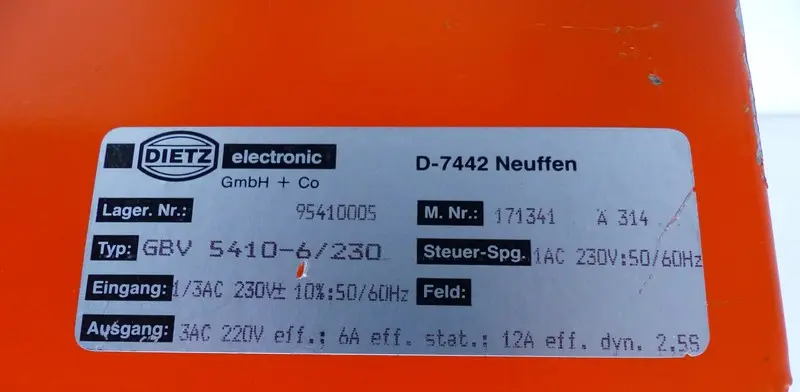 DIETZ electronic D-7442 Neuffen
GmbH + Co
Lager. Nr.: 95410005 M. Nr.: 171341 A 314
Typ: GBV 5410-6/230 Steuer-Spg. 1AC 230V:50/60Hz
Eingang: 1/3AC 230V± 10%:50/60Hz Feld:
Ausgang: 3AC 220V eff.; 6A eff. stat.; 12A eff. dyn. 2.5S